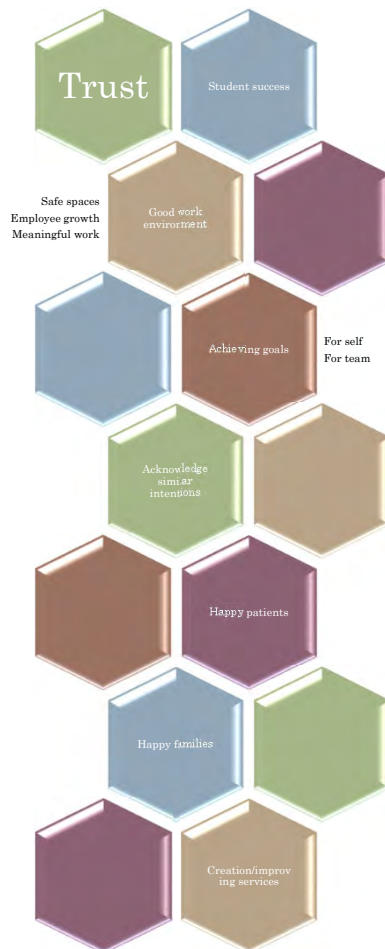 Trust
Student success
Safe spaces
Employee growth
Meaningful work
Good work
envirorment
Achieving goals
For self
For team
Acknowledge
similar
intentions
Happy patients
Happy families
Creation/improv
ing services